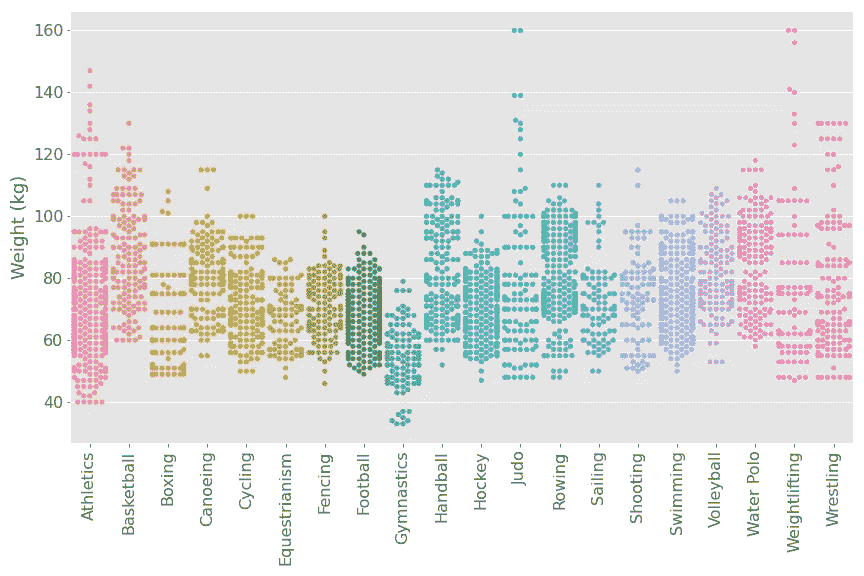 160
140
120
100
80
60
40
Weight (kg)
Athletics
Basketball
Boxing
Canoeing
Cycling
Equestrianism
Fencing
Football
Gymnastics
Handball
Hockey
Judo
Rowing
Sailing
Shooting
Swimming
Volleyball
Water Polo
Weightlifting
Wrestling